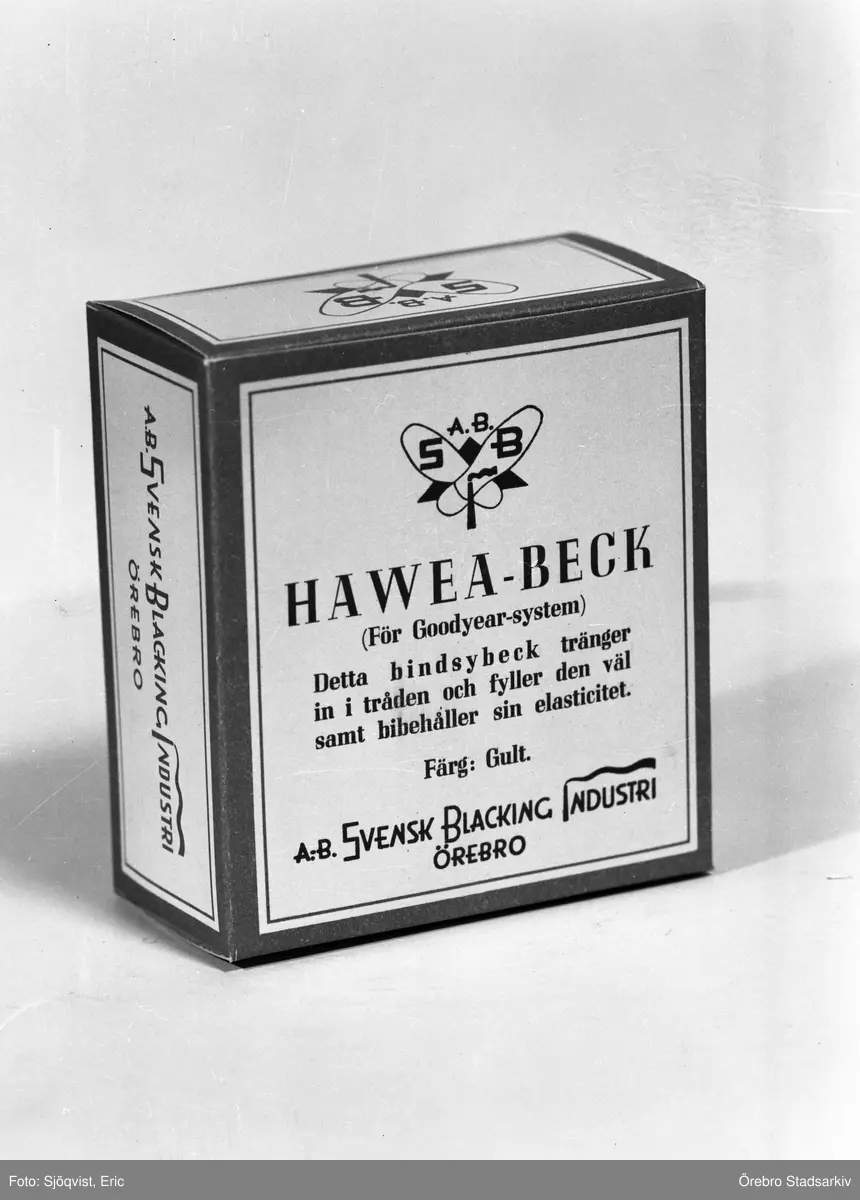 S A.B. B
A.B.
S B
HAWEA-BECK
(För Goodyear-system)
Detta bindsybeck tränger
in i tråden och fyller den väl
samt bibehåller sin elasticitet.
Färg: Gult.
A.-B. SVENSK BLACKING INDUSTRI
ÖREBRO
A.B. SVENSK BLACKING INDUSTRI
ÖREBRO
Foto: Sjöqvist, Eric
Örebro Stadsarkiv